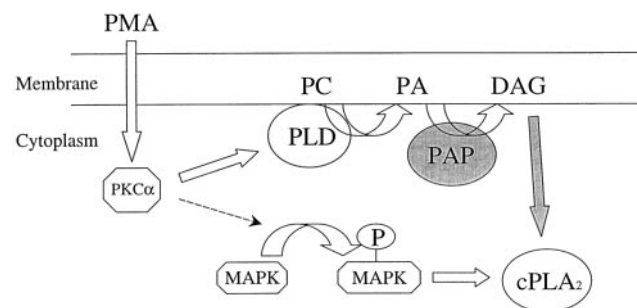 PMA
Membrane
PC
PA
DAG
Cytoplasm
PLD
PAP
PKCα
P
MAPK
MAPK
cPLA₂